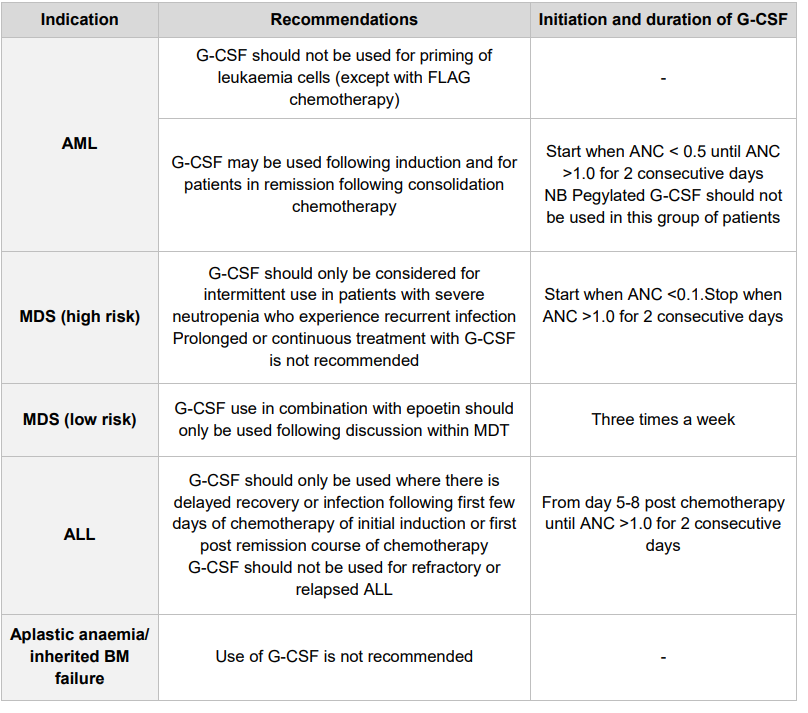 Indication
Recommendations
Initiation and duration of G-CSF
AML
G-CSF should not be used for priming of
leukaemia cells (except with FLAG
chemotherapy)
-
G-CSF may be used following induction and for
patients in remission following consolidation
chemotherapy
Start when ANC < 0.5 until ANC
>1.0 for 2 consecutive days
NB Pegylated G-CSF should not
be used in this group of patients
MDS (high risk)
G-CSF should only be considered for
intermittent use in patients with severe
neutropenia who experience recurrent infection
Prolonged or continuous treatment with G-CSF
is not recommended
Start when ANC <0.1.Stop when
ANC >1.0 for 2 consecutive days
MDS (low risk)
G-CSF use in combination with epoetin should
only be used following discussion within MDT
Three times a week
ALL
G-CSF should only be used where there is
delayed recovery or infection following first few
days of chemotherapy of initial induction or first
post remission course of chemotherapy
G-CSF should not be used for refractory or
relapsed ALL
From day 5-8 post chemotherapy
until ANC >1.0 for 2 consecutive
days
Aplastic anaemia/
inherited BM
failure
Use of G-CSF is not recommended
-